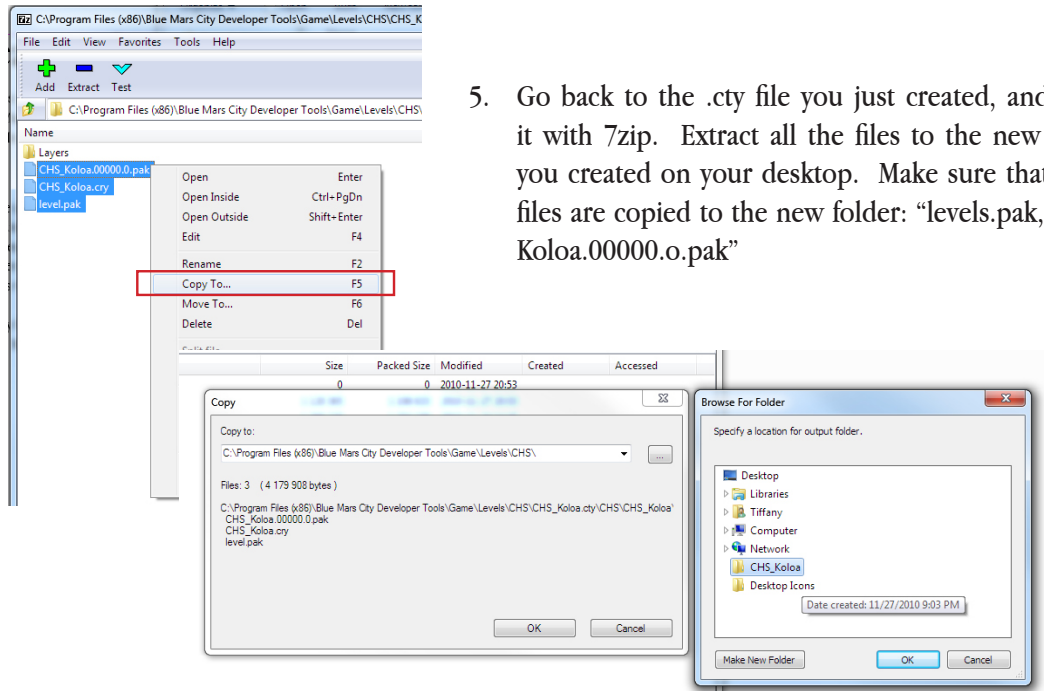 C:\Program Files (x86)\Blue Mars City Developer Tools\Game\Levels\CHS\CHS_K
File Edit View Favorites Tools Help
Add Extract Test
C:\Program Files (x86)\Blue Mars City Developer Tools\Game\Levels\CHS\
Name
Layers
CHS_Koloa.00000.0.pak
CHS_Koloa.cry
level.pak
Open Enter
Open Inside Ctrl+PgDn
Open Outside Shift+Enter
Edit F4
Rename F2
Copy To... F5
Move To... F6
Delete Del
5. Go back to the .cty file you just created, and
it with 7zip. Extract all the files to the new
you created on your desktop. Make sure that
files are copied to the new folder: “levels.pak,
Koloa.00000.o.pak”
Size Packed Size Modified Created Accessed
0 0 2010-11-27 20:53
Copy
Copy to:
C:\Program Files (x86)\Blue Mars City Developer Tools\Game\Levels\CHS\
...
Files: 3 ( 4 179 908 bytes )
C:\Program Files (x86)\Blue Mars City Developer Tools\Game\Levels\CHS\CHS_Koloa.cty\CHS\CHS_Koloa\
CHS_Koloa.00000.0.pak
CHS_Koloa.cry
level.pak
OK Cancel
Browse For Folder
Specify a location for output folder.
Desktop
Libraries
Tiffany
Computer
Network
CHS_Koloa
Desktop Icons
Date created: 11/27/2010 9:03 PM
Make New Folder OK Cancel